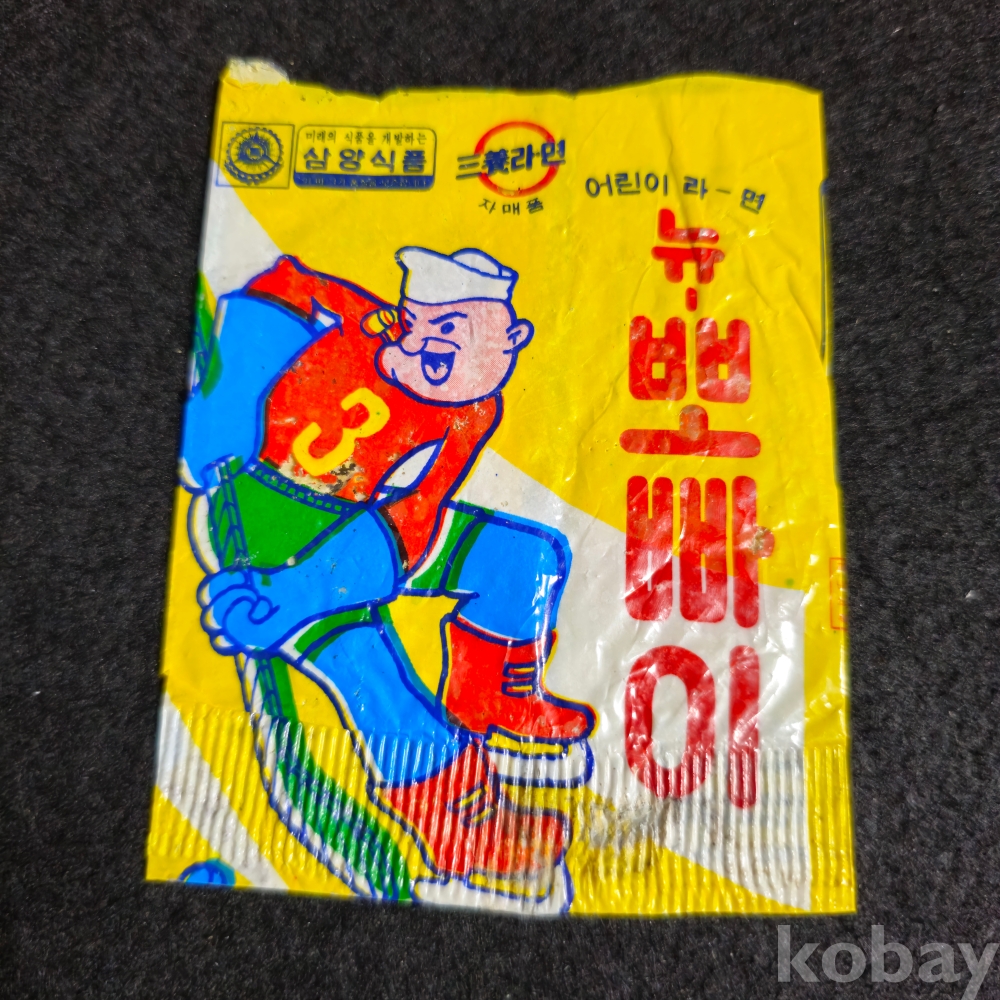 미래의 식품을 개발하는
삼양식품
三養라면
자매품
어린이 라-면
뉴-뽀빠이
3
kobay